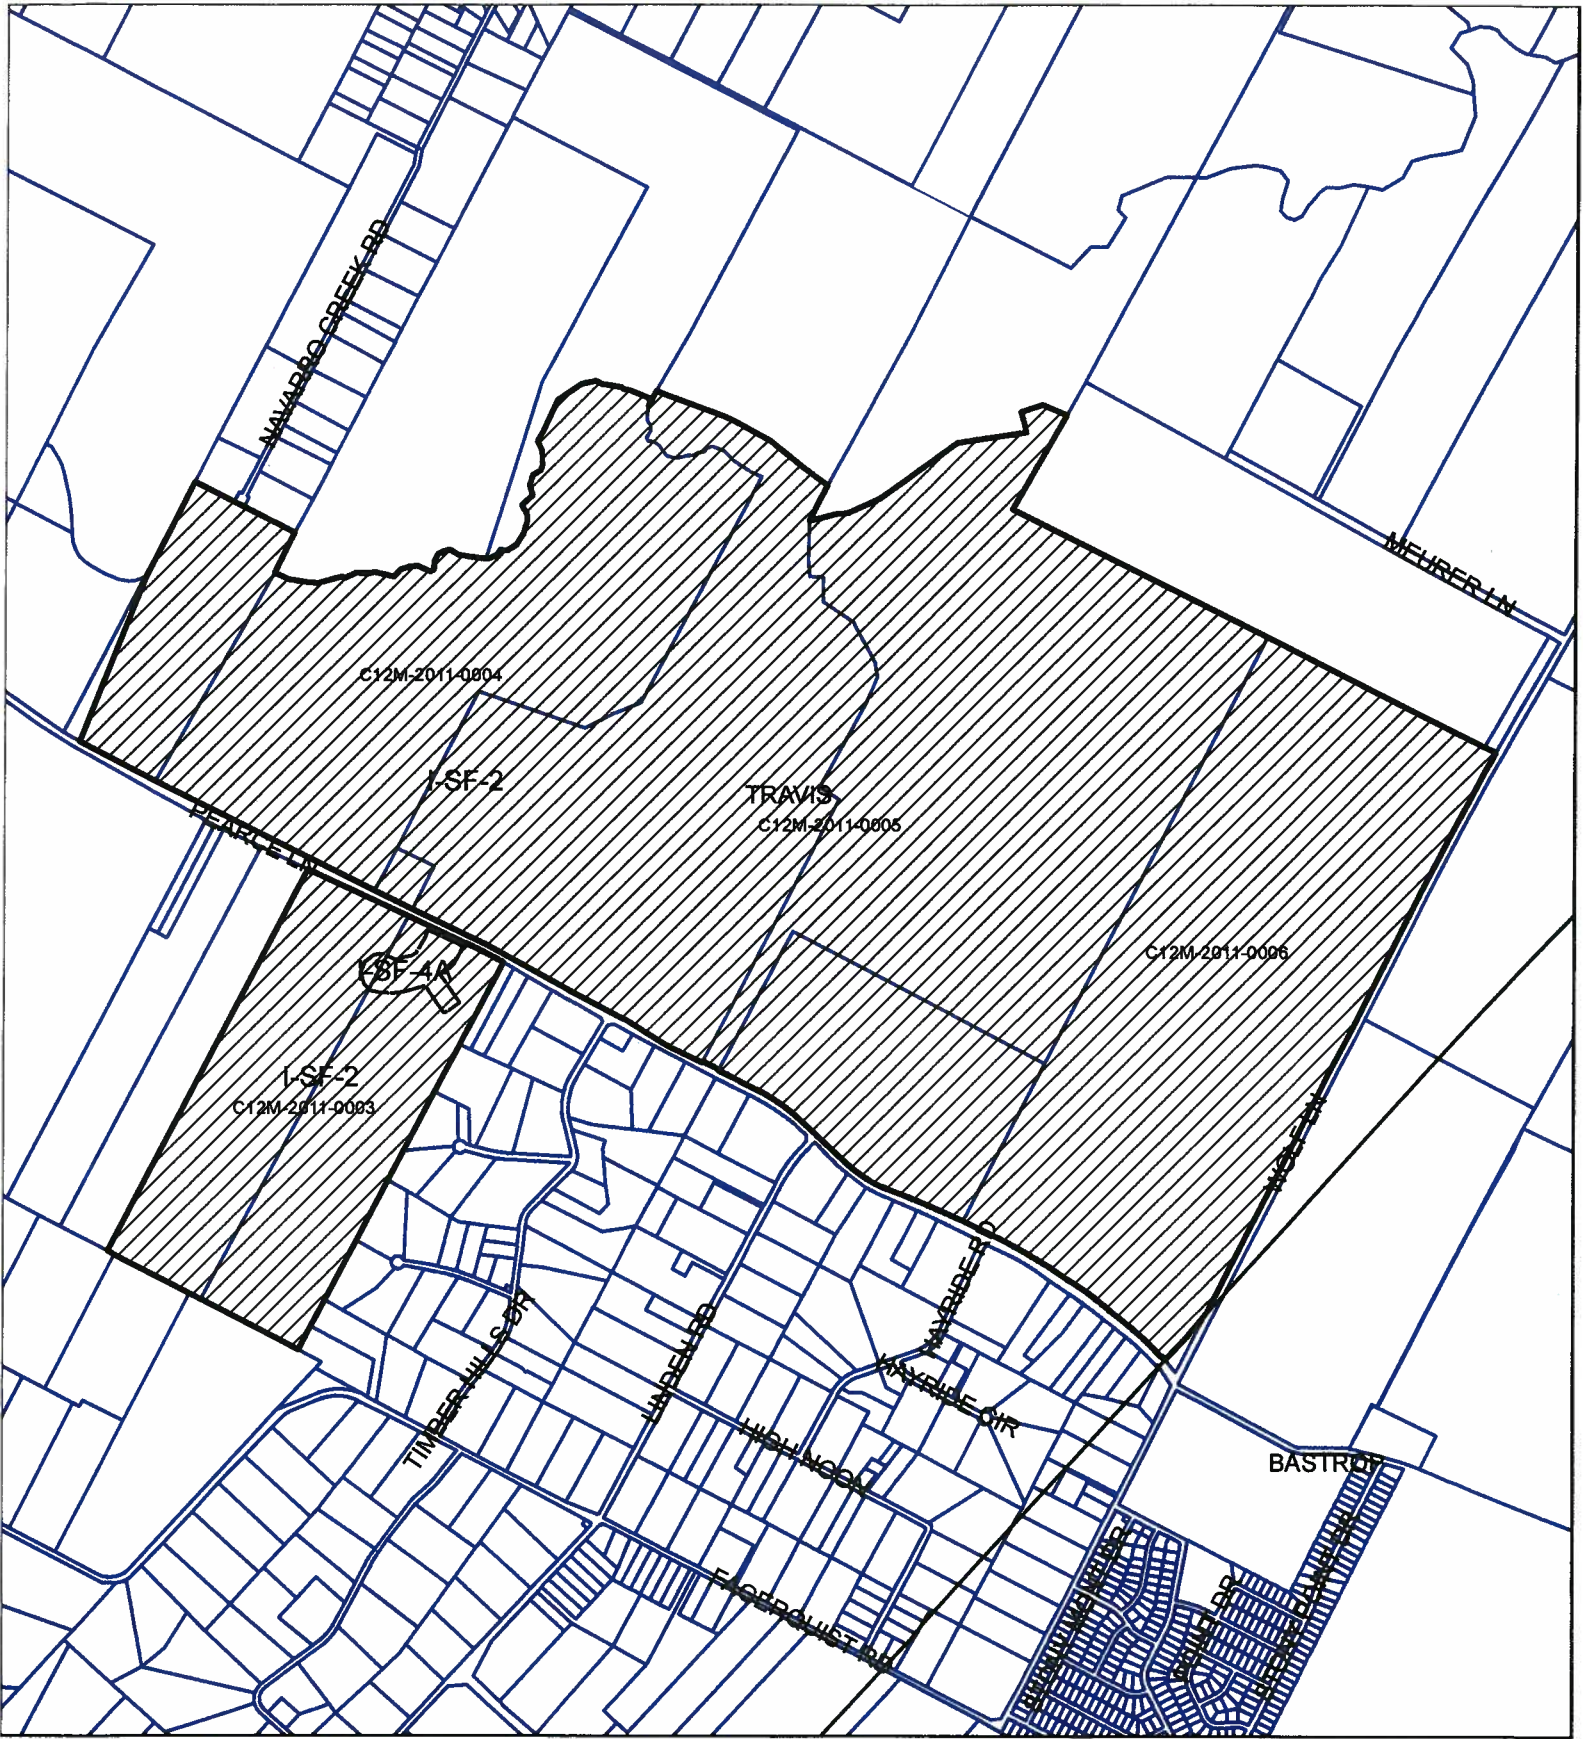 NAVARRO CREEK RD
MEURER LN
C12M-2011-0004
I-SF-2
TRAVIS
C12M-2011-0005
PEARCE LN
C12M-2011-0006
I-SF-4A
I-SF-2
C12M-2011-0003
WOLF LN
HAYRIDE RD
TIMBER HILLS DR
LINDEN RD
HAYRIDE CIR
HIGH NOON
BASTROP
FAGERQUIST RD
DR